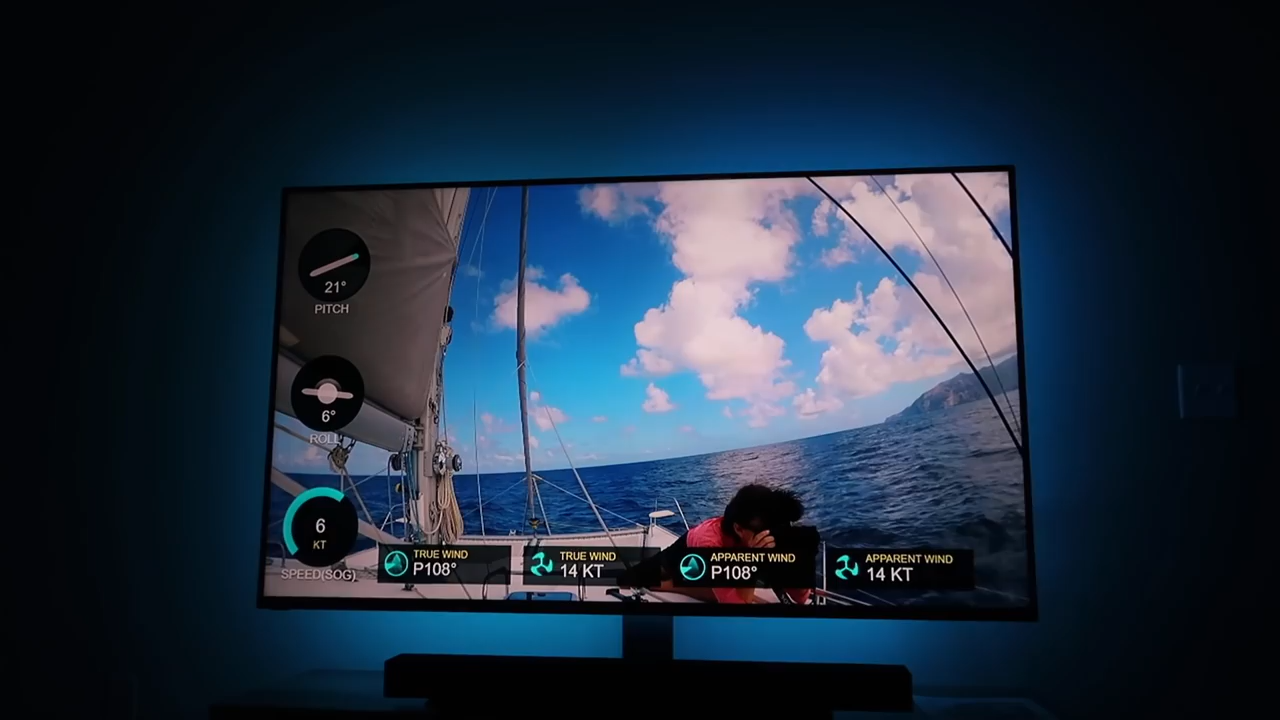 21°
PITCH
6°
ROLL
6
KT
SPEED(SOG)
TRUE WIND
P108°
TRUE WIND
14 KT
APPARENT WIND
P108°
APPARENT WIND
14 KT